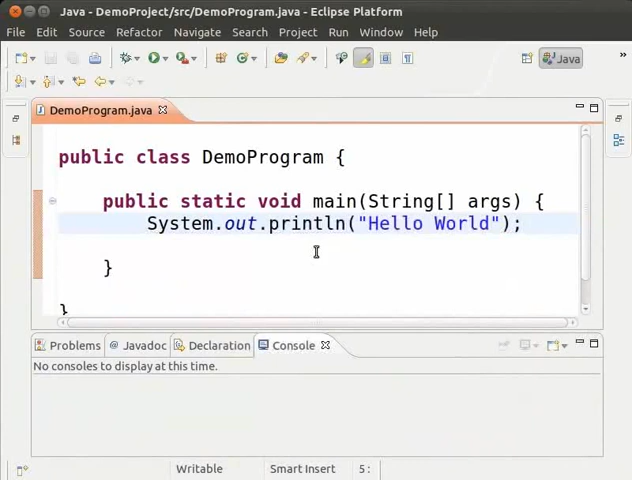 Java - DemoProject/src/DemoProgram.java - Eclipse Platform
File Edit Source Refactor Navigate Search Project Run Window Help
Java »
DemoProgram.java
public class DemoProgram {
public static void main(String[] args) {
System.out.println("Hello World");
}
}
Problems @ Javadoc Declaration Console
No consoles to display at this time.
Writable Smart Insert 5 :